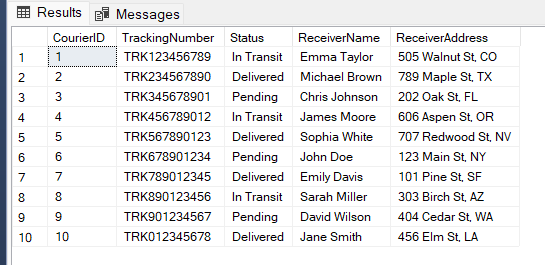 Results Messages
CourierID TrackingNumber Status ReceiverName ReceiverAddress
1 1 TRK123456789 In Transit Emma Taylor 505 Walnut St, CO
2 2 TRK234567890 Delivered Michael Brown 789 Maple St, TX
3 3 TRK345678901 Pending Chris Johnson 202 Oak St, FL
4 4 TRK456789012 In Transit James Moore 606 Aspen St, OR
5 5 TRK567890123 Delivered Sophia White 707 Redwood St, NV
6 6 TRK678901234 Pending John Doe 123 Main St, NY
7 7 TRK789012345 Delivered Emily Davis 101 Pine St, SF
8 8 TRK890123456 In Transit Sarah Miller 303 Birch St, AZ
9 9 TRK901234567 Pending David Wilson 404 Cedar St, WA
10 10 TRK012345678 Delivered Jane Smith 456 Elm St, LA